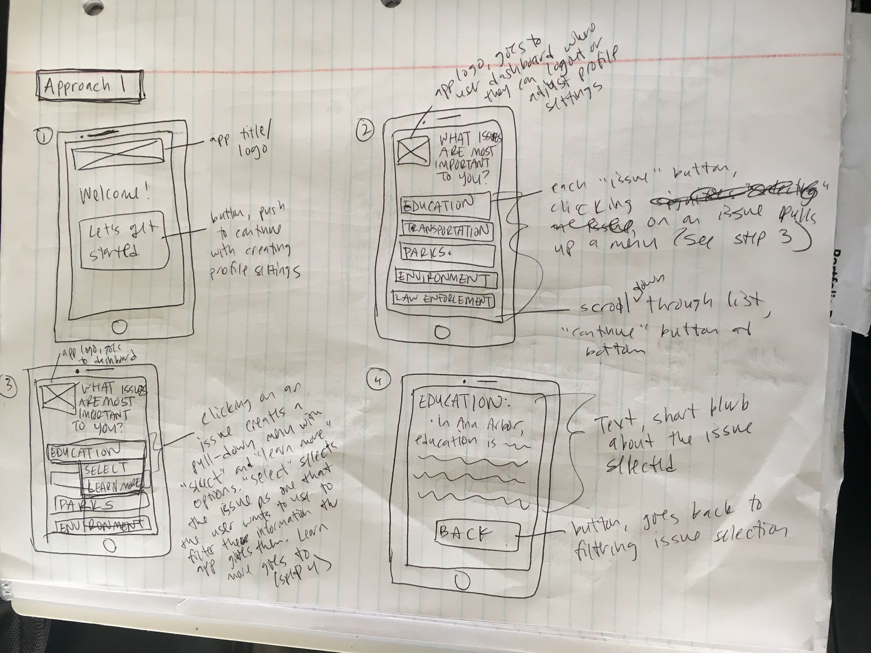 Approach 1
①
app title/
logo
Welcome!
Let's get
started
button, push
to continue
with creating
profile settings
②
app logo, goes to
user dashboard where
they can logout or
adjust profile
settings
WHAT ISSUES
ARE MOST
IMPORTANT
TO YOU?
EDUCATION
TRANSPORTATION
PARKS.
ENVIRONMENT
LAW ENFORCEMENT
each "issue" button,
clicking
on an issue pulls
up a menu (see step 3)
scroll down through list,
"continue" button at
bottom
③
app logo, goes
to dashboard
WHAT ISSUES
ARE MOST
IMPORTANT
TO YOU?
EDUCATION
SELECT
LEARN MORE
PARKS
ENVIRONMENT
clicking on an
issue creates a
pull-down menu with
"select" and "learn more"
options. "select" selects
the issue as one that
the user wants to use to
filter the information the
app gives them. Learn
more goes to
(step 4)
④
EDUCATION:
· In Ann Arbor,
education is
BACK
Text, short blurb
about the issue
selected
button, goes back to
filtring issue selection